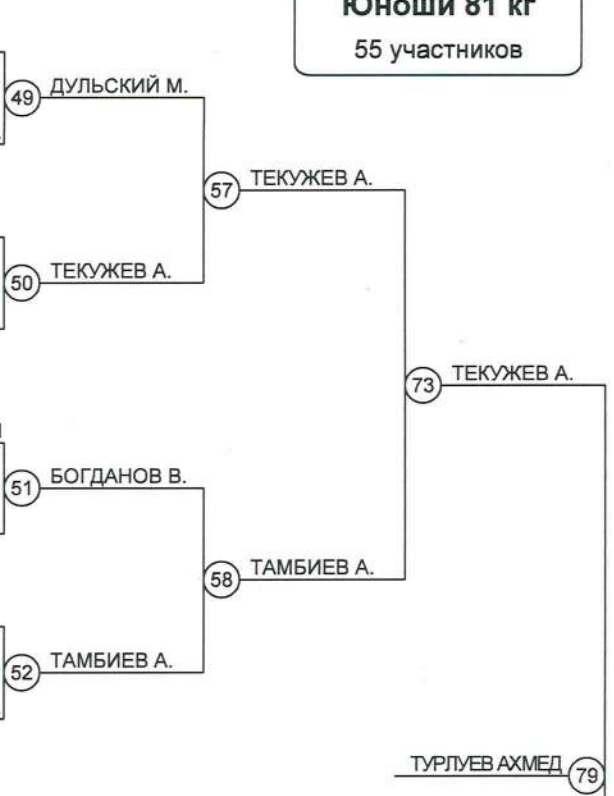 Юноши 81 кг
55 участников
49 ДУЛЬСКИЙ М.
57 ТЕКУЖЕВ А.
50 ТЕКУЖЕВ А.
73 ТЕКУЖЕВ А.
51 БОГДАНОВ В.
58 ТАМБИЕВ А.
52 ТАМБИЕВ А.
ТУРЛУЕВ АХМЕД 79